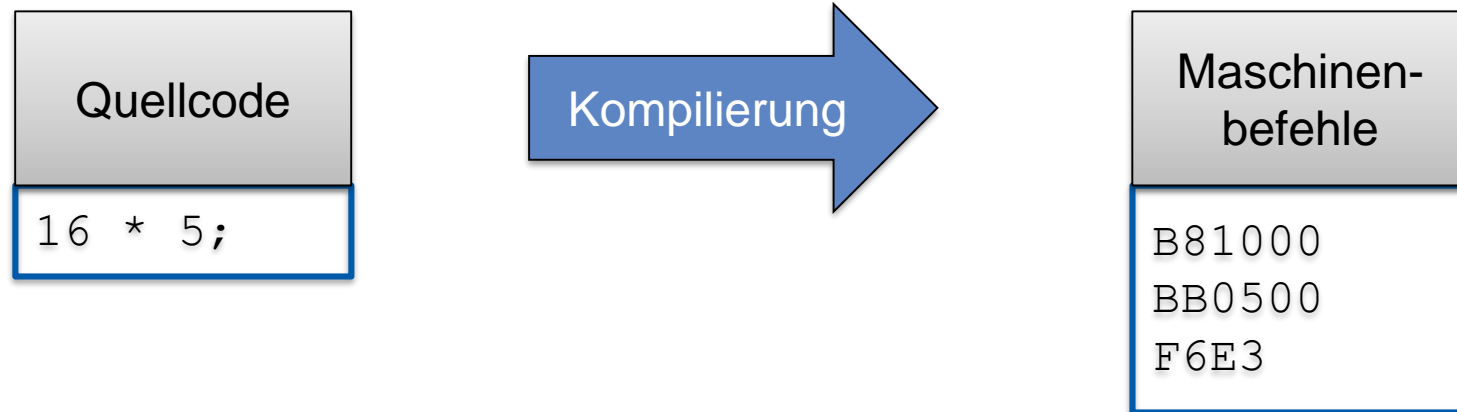 Quellcode
16 * 5;
Kompilierung
Maschinen-
befehle
B81000
BB0500
F6E3